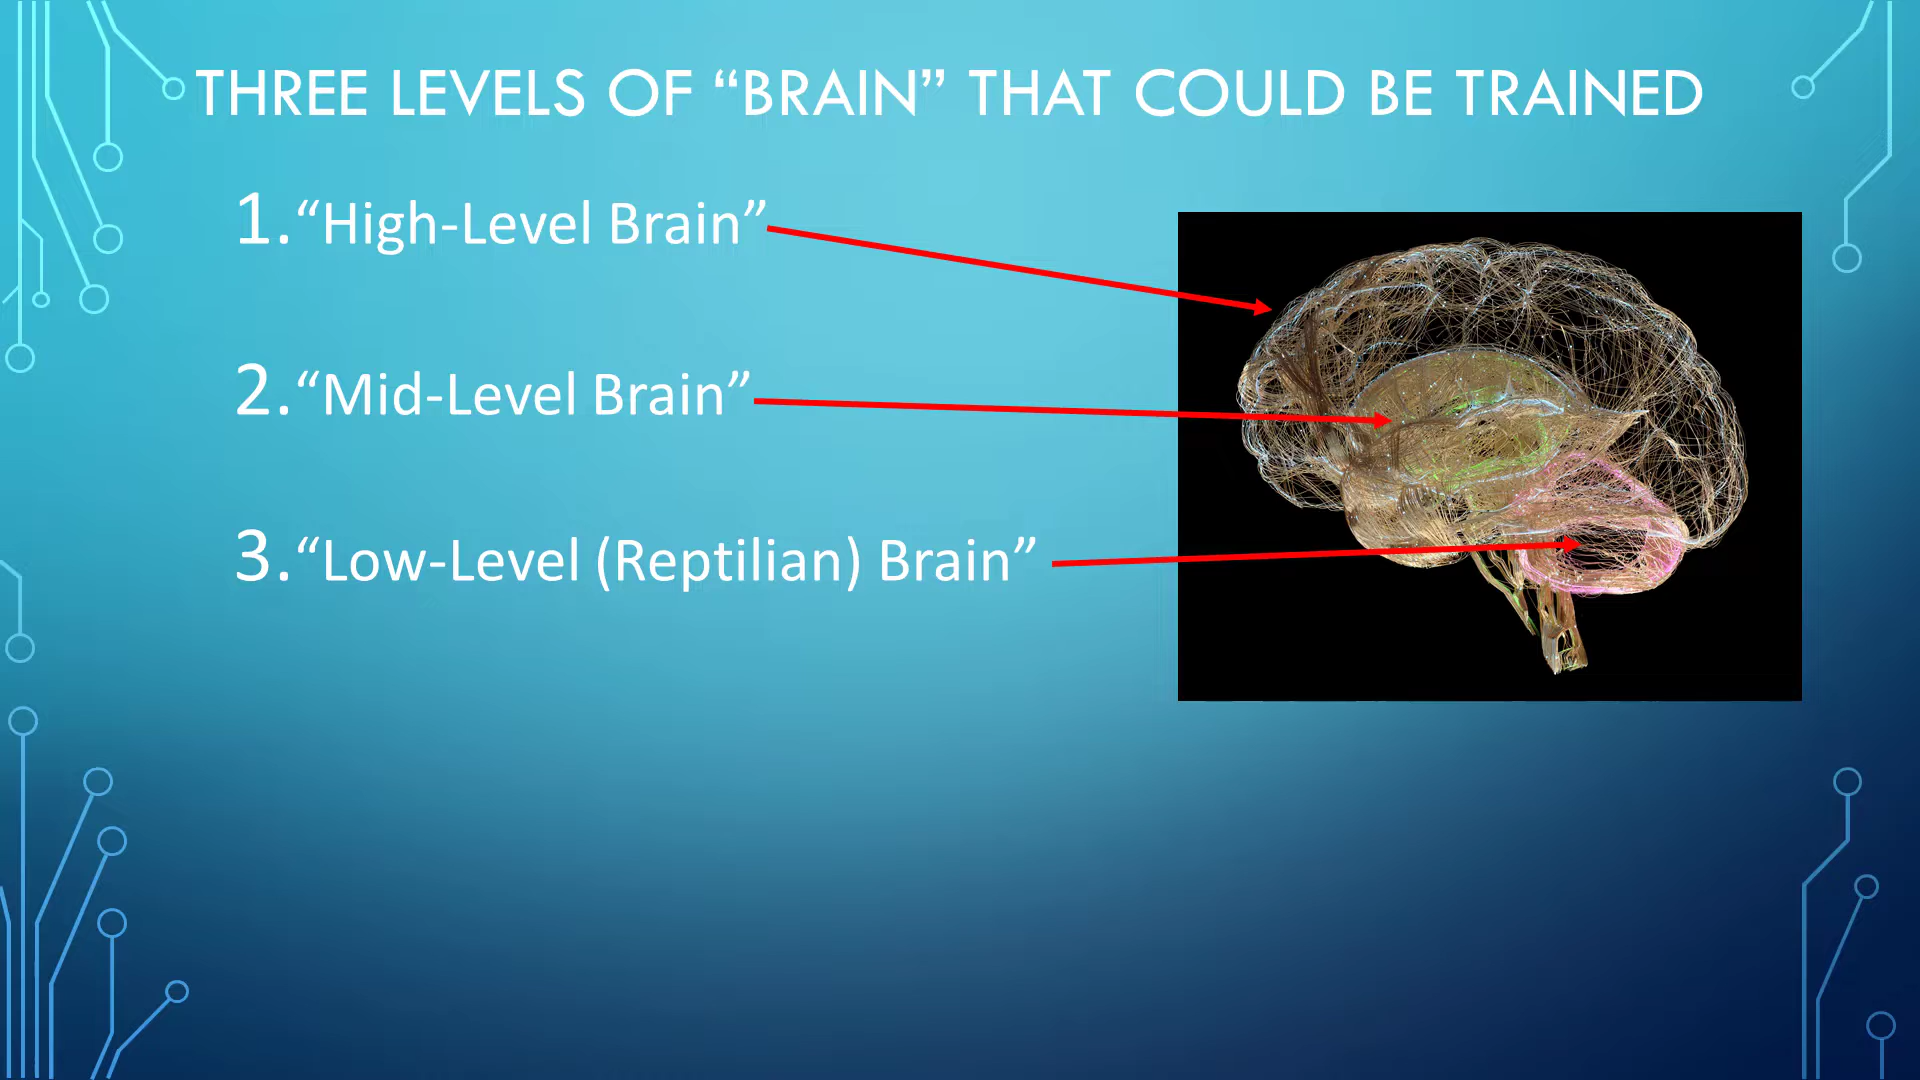 THREE LEVELS OF “BRAIN” THAT COULD BE TRAINED
1. “High-Level Brain”
2. “Mid-Level Brain”
3. “Low-Level (Reptilian) Brain”